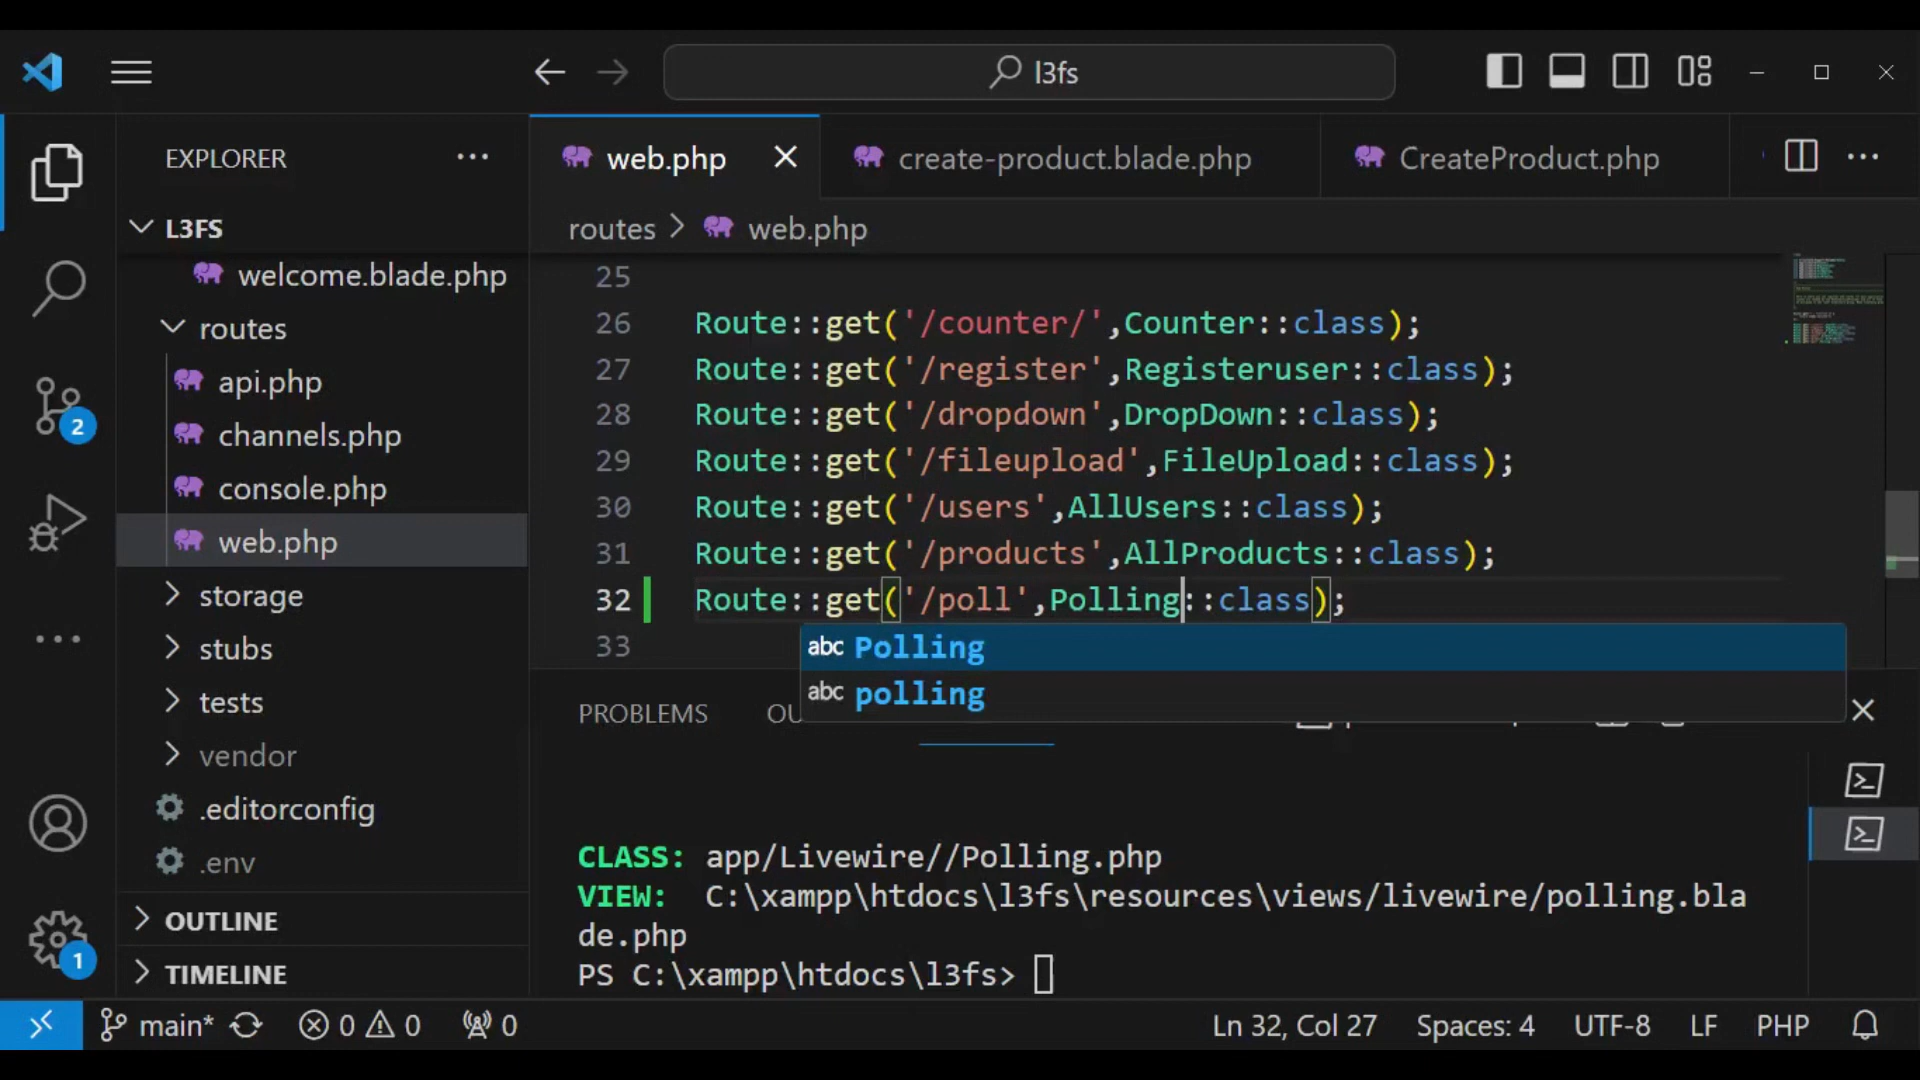 l3fs
EXPLORER
web.php
create-product.blade.php
CreateProduct.php
L3FS
routes > web.php
welcome.blade.php
routes
api.php
channels.php
console.php
web.php
storage
stubs
tests
vendor
.editorconfig
.env
OUTLINE
TIMELINE
25
26 Route::get('/counter/',Counter::class);
27 Route::get('/register',Registeruser::class);
28 Route::get('/dropdown',DropDown::class);
29 Route::get('/fileupload',FileUpload::class);
30 Route::get('/users',AllUsers::class);
31 Route::get('/products',AllProducts::class);
32 Route::get('/poll',Polling::class);
33
abc Polling
abc polling
PROBLEMS OU
CLASS: app/Livewire//Polling.php
VIEW: C:\xampp\htdocs\l3fs\resources\views/livewire/polling.bla
de.php
PS C:\xampp\htdocs\l3fs>
2
1
main* 0 0 0 Ln 32, Col 27 Spaces: 4 UTF-8 LF PHP